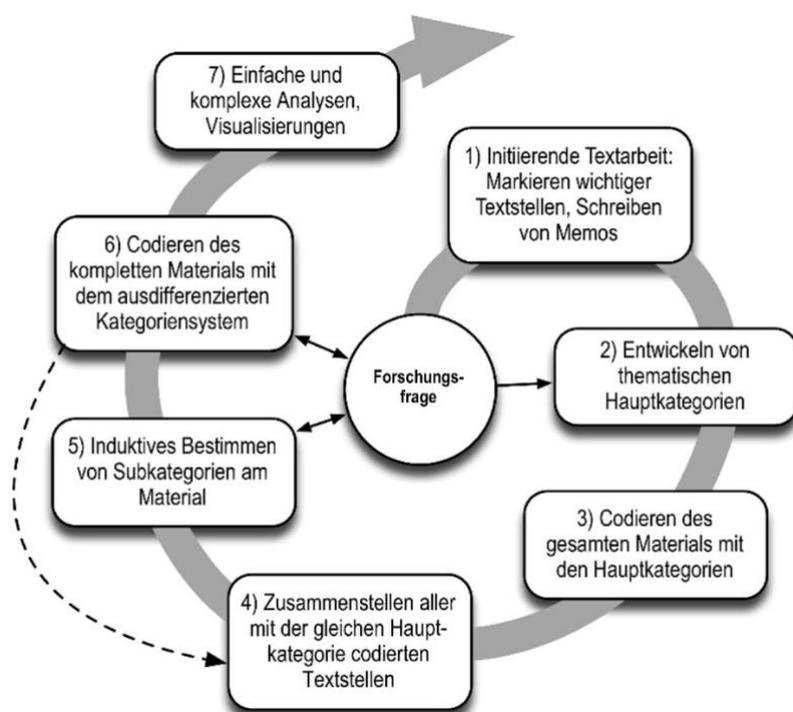 1) Initiierende Textarbeit:
Markieren wichtiger
Textstellen, Schreiben
von Memos
2) Entwickeln von
thematischen
Hauptkategorien
3) Codieren des
gesamten Materials mit
den Hauptkategorien
4) Zusammenstellen aller
mit der gleichen Haupt-
kategorie codierten
Textstellen
5) Induktives Bestimmen
von Subkategorien am
Material
6) Codieren des
kompletten Materials mit
dem ausdifferenzierten
Kategoriensystem
7) Einfache und
komplexe Analysen,
Visualisierungen
Forschungs-
frage